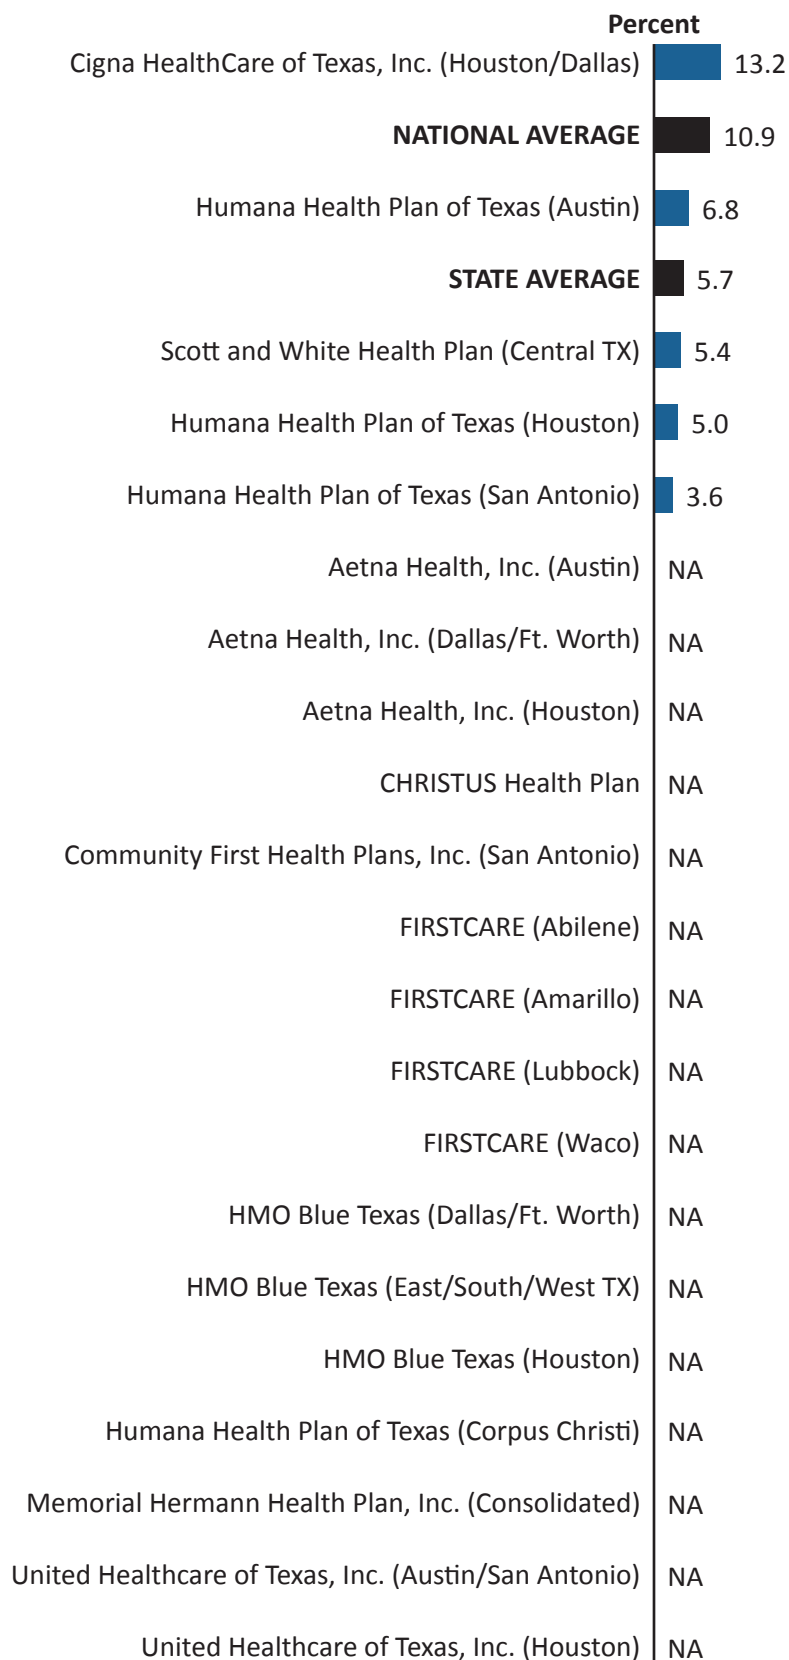 Percent
Cigna HealthCare of Texas, Inc. (Houston/Dallas) 13.2
NATIONAL AVERAGE 10.9
Humana Health Plan of Texas (Austin) 6.8
STATE AVERAGE 5.7
Scott and White Health Plan (Central TX) 5.4
Humana Health Plan of Texas (Houston) 5.0
Humana Health Plan of Texas (San Antonio) 3.6
Aetna Health, Inc. (Austin) NA
Aetna Health, Inc. (Dallas/Ft. Worth) NA
Aetna Health, Inc. (Houston) NA
CHRISTUS Health Plan NA
Community First Health Plans, Inc. (San Antonio) NA
FIRSTCARE (Abilene) NA
FIRSTCARE (Amarillo) NA
FIRSTCARE (Lubbock) NA
FIRSTCARE (Waco) NA
HMO Blue Texas (Dallas/Ft. Worth) NA
HMO Blue Texas (East/South/West TX) NA
HMO Blue Texas (Houston) NA
Humana Health Plan of Texas (Corpus Christi) NA
Memorial Hermann Health Plan, Inc. (Consolidated) NA
United Healthcare of Texas, Inc. (Austin/San Antonio) NA
United Healthcare of Texas, Inc. (Houston) NA